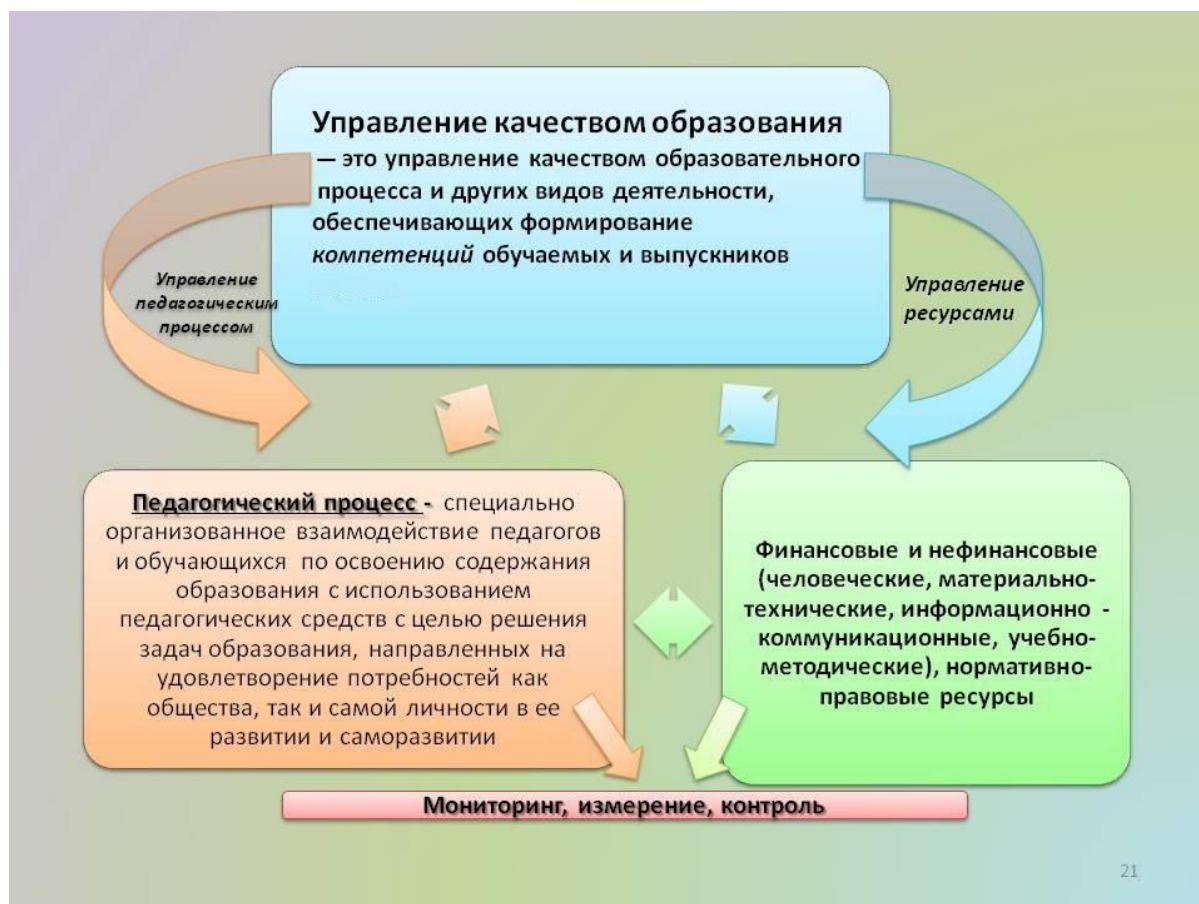 Управление качеством образования
— это управление качеством образовательного
процесса и других видов деятельности,
обеспечивающих формирование
компетенций обучаемых и выпускников
Управление
педагогическим
процессом
Управление
ресурсами
Педагогический процесс - специально
организованное взаимодействие педагогов
и обучающихся по освоению содержания
образования с использованием
педагогических средств с целью решения
задач образования, направленных на
удовлетворение потребностей как
общества, так и самой личности в ее
развитии и саморазвитии
Финансовые и нефинансовые
(человеческие, материально-
технические, информационно -
коммуникационные, учебно-
методические), нормативно-
правовые ресурсы
Мониторинг, измерение, контроль
21